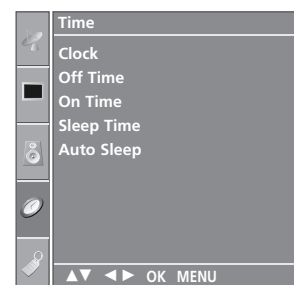 Time
Clock
Off Time
On Time
Sleep Time
Auto Sleep
▲▼ ◄► OK MENU